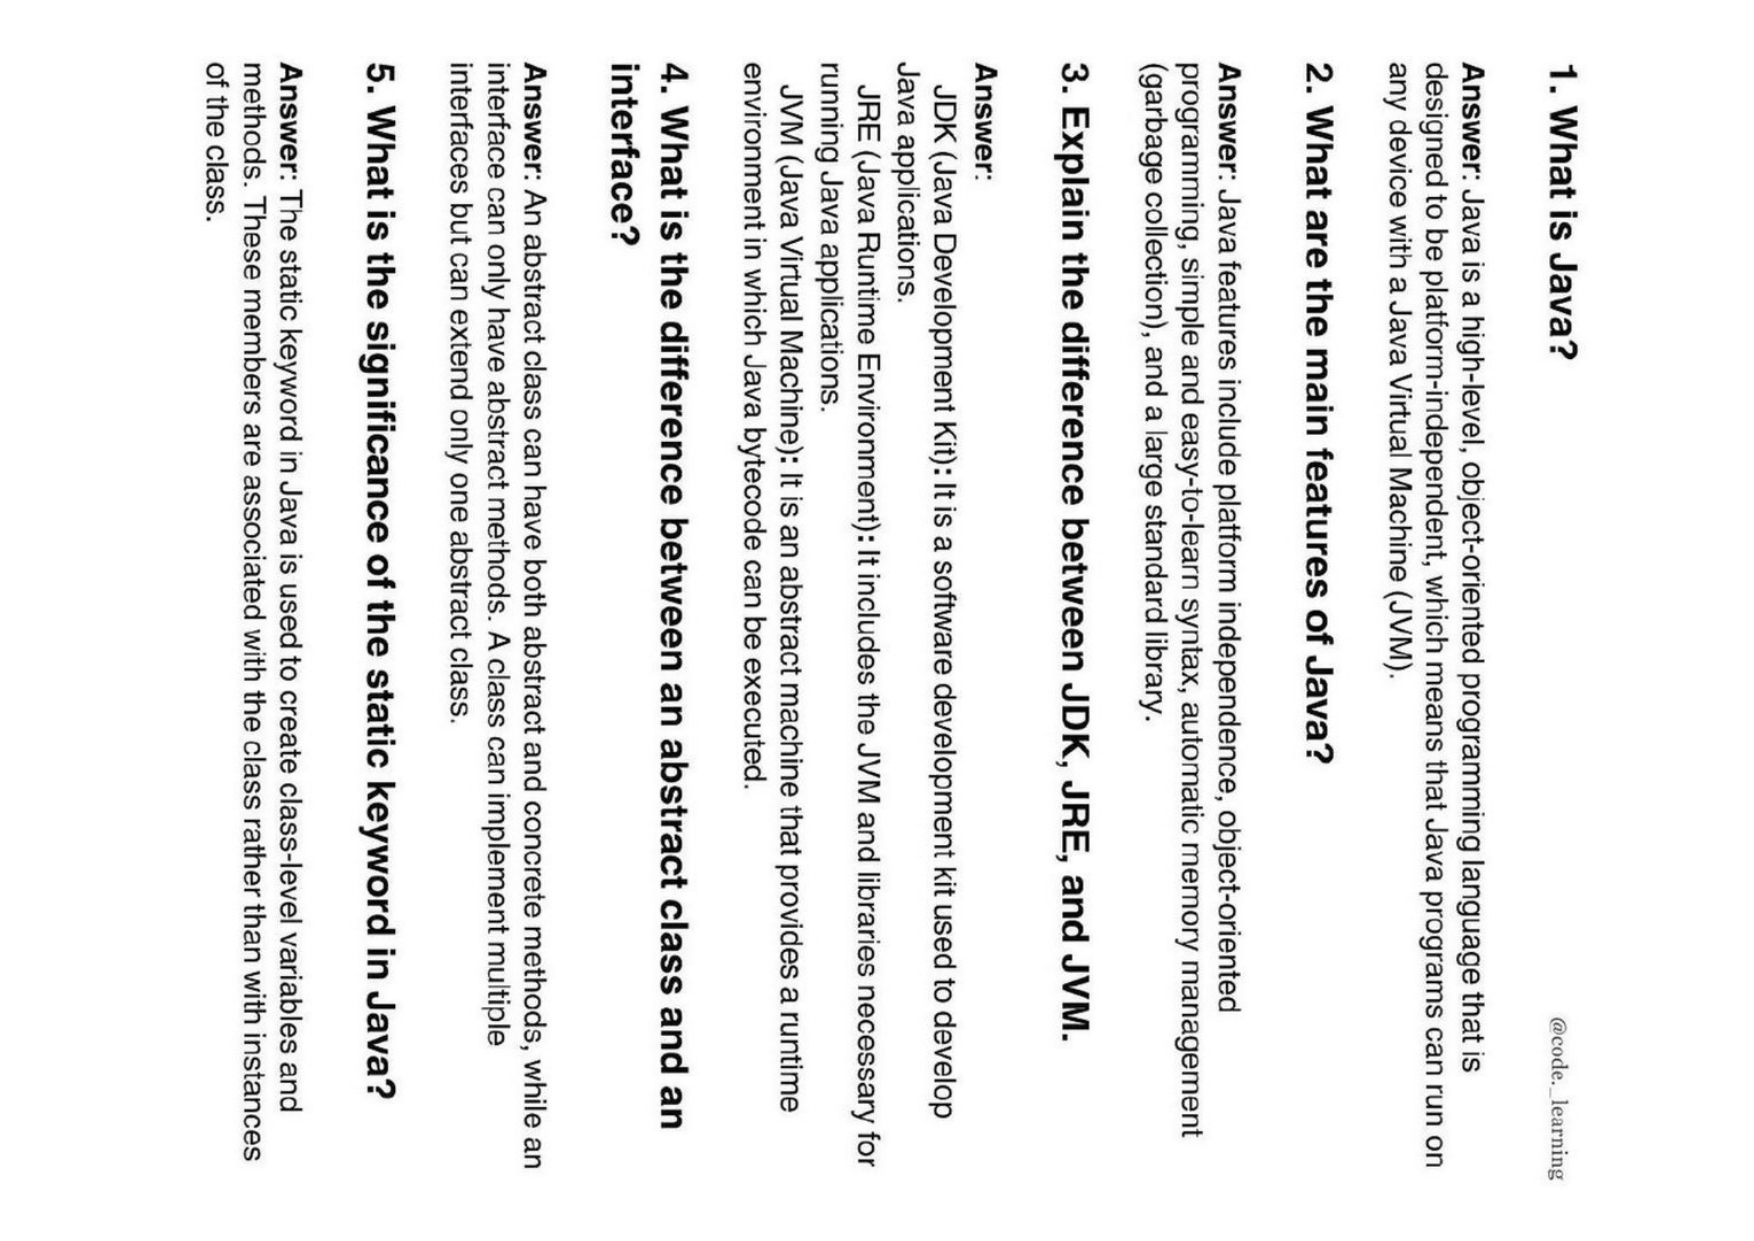 1. What is Java?
@code._learning
Answer: Java is a high-level, object-oriented programming language that is
designed to be platform-independent, which means that Java programs can run on
any device with a Java Virtual Machine (JVM).
2. What are the main features of Java?
Answer: Java features include platform independence, object-oriented
programming, simple and easy-to-learn syntax, automatic memory management
(garbage collection), and a large standard library.
3. Explain the difference between JDK, JRE, and JVM.
Answer:
JDK (Java Development Kit): It is a software development kit used to develop
Java applications.
JRE (Java Runtime Environment): It includes the JVM and libraries necessary for
running Java applications.
JVM (Java Virtual Machine): It is an abstract machine that provides a runtime
environment in which Java bytecode can be executed.
4. What is the difference between an abstract class and an
interface?
Answer: An abstract class can have both abstract and concrete methods, while an
interface can only have abstract methods. A class can implement multiple
interfaces but can extend only one abstract class.
5. What is the significance of the static keyword in Java?
Answer: The static keyword in Java is used to create class-level variables and
methods. These members are associated with the class rather than with instances
of the class.